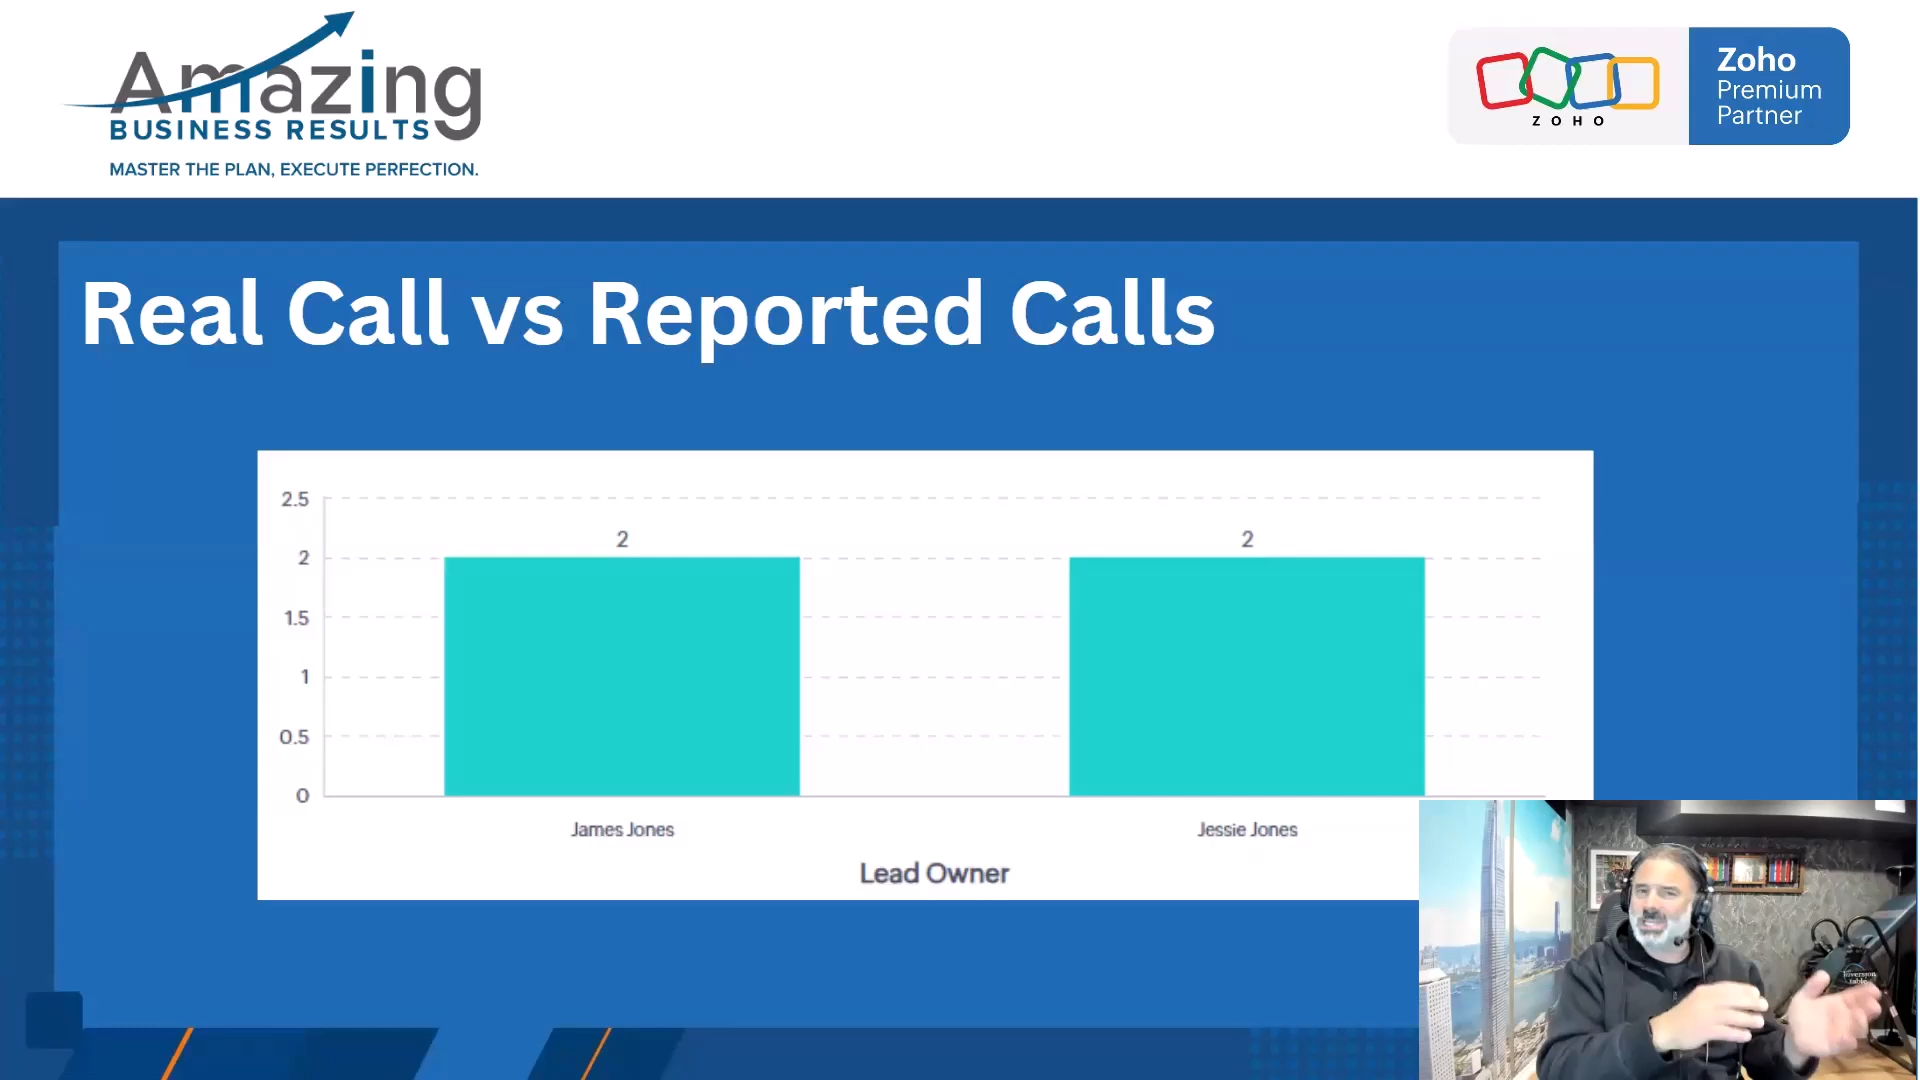 Amazing
BUSINESS RESULTS
MASTER THE PLAN, EXECUTE PERFECTION.
ZOHO
Zoho
Premium
Partner
Real Call vs Reported Calls
2.5
2
1.5
1
0.5
0
2
2
James Jones
Jessie Jones
Lead Owner